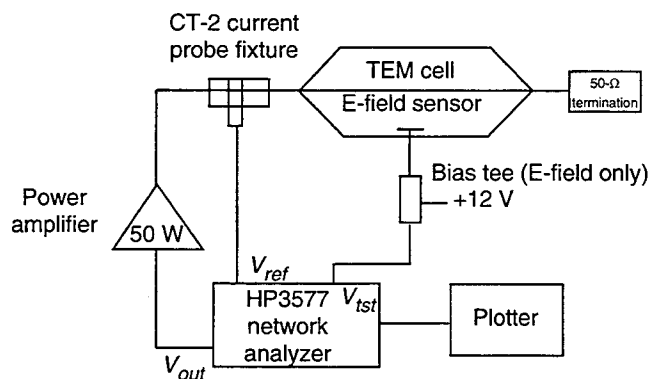 CT-2 current
probe fixture
TEM cell
E-field sensor
50-Ω
termination
Bias tee (E-field only)
+12 V
Power
amplifier
50 W
V_ref
V_tst
HP3577
network
analyzer
V_out
Plotter